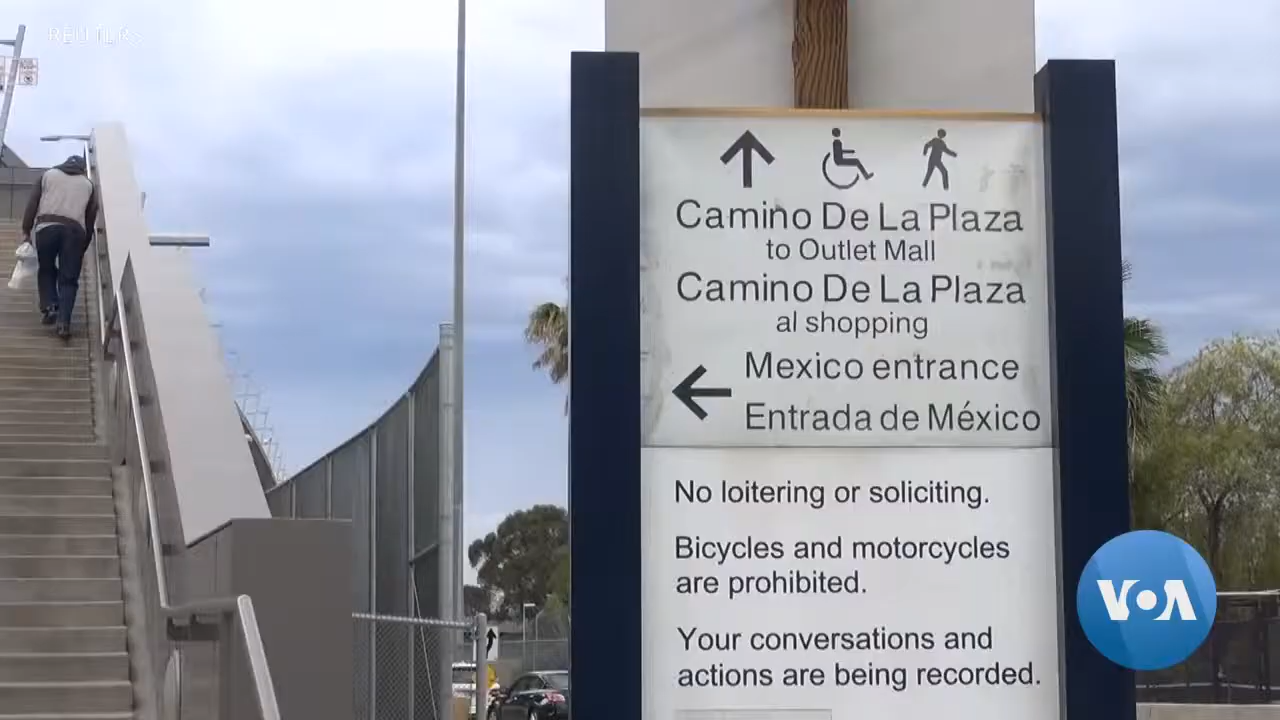 REUTERS
Camino De La Plaza
to Outlet Mall
Camino De La Plaza
al shopping
Mexico entrance
Entrada de México
No loitering or soliciting.
Bicycles and motorcycles
are prohibited.
Your conversations and
actions are being recorded.
VOA